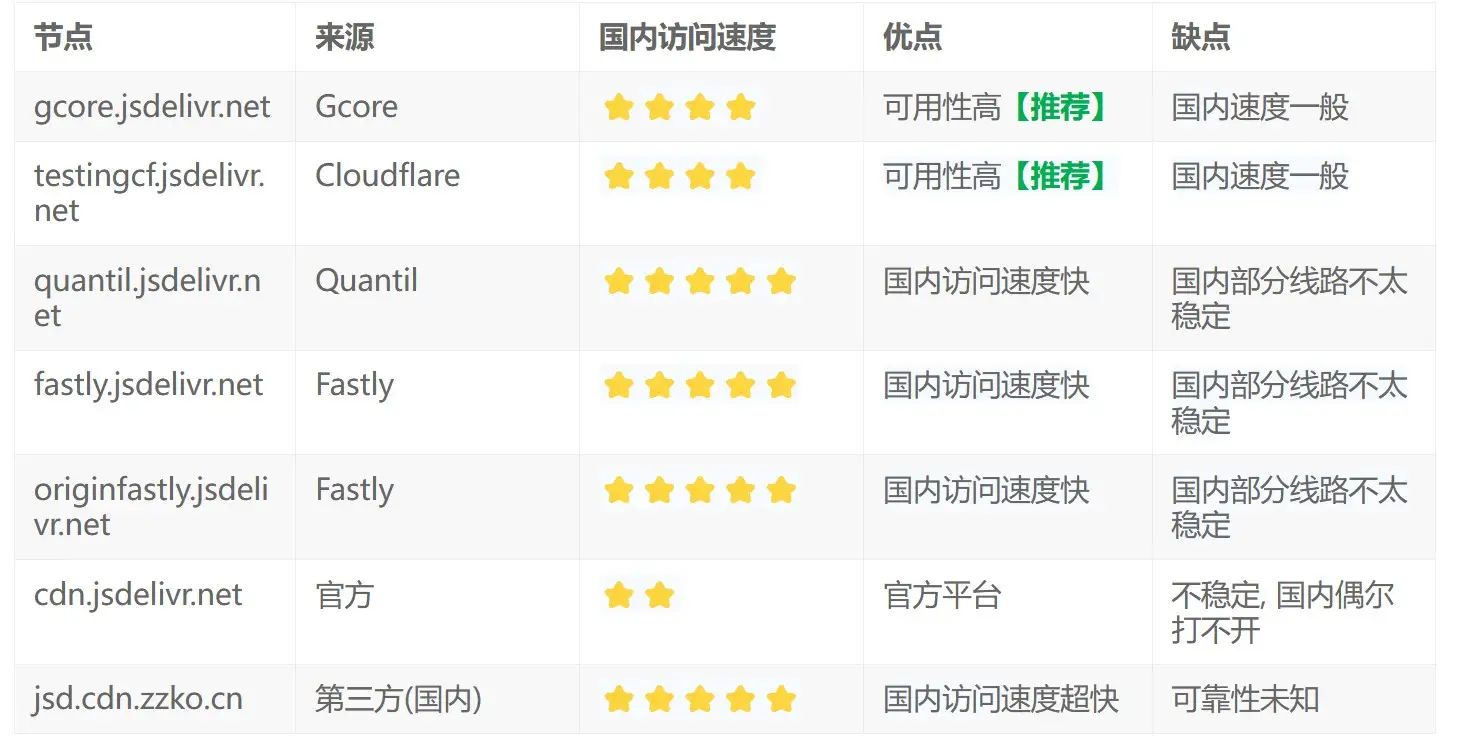 节点 来源 国内访问速度 优点 缺点
gcore.jsdelivr.net Gcore 可用性高【推荐】 国内速度一般
testingcf.jsdelivr. Cloudflare 可用性高【推荐】 国内速度一般
net
quantil.jsdelivr.n Quantil 国内访问速度快 国内部分线路不太
et 稳定
fastly.jsdelivr.net Fastly 国内访问速度快 国内部分线路不太
稳定
originfastly.jsdeli Fastly 国内访问速度快 国内部分线路不太
vr.net 稳定
cdn.jsdelivr.net 官方 官方平台 不稳定, 国内偶尔
打不开
jsd.cdn.zzko.cn 第三方(国内) 国内访问速度超快 可靠性未知